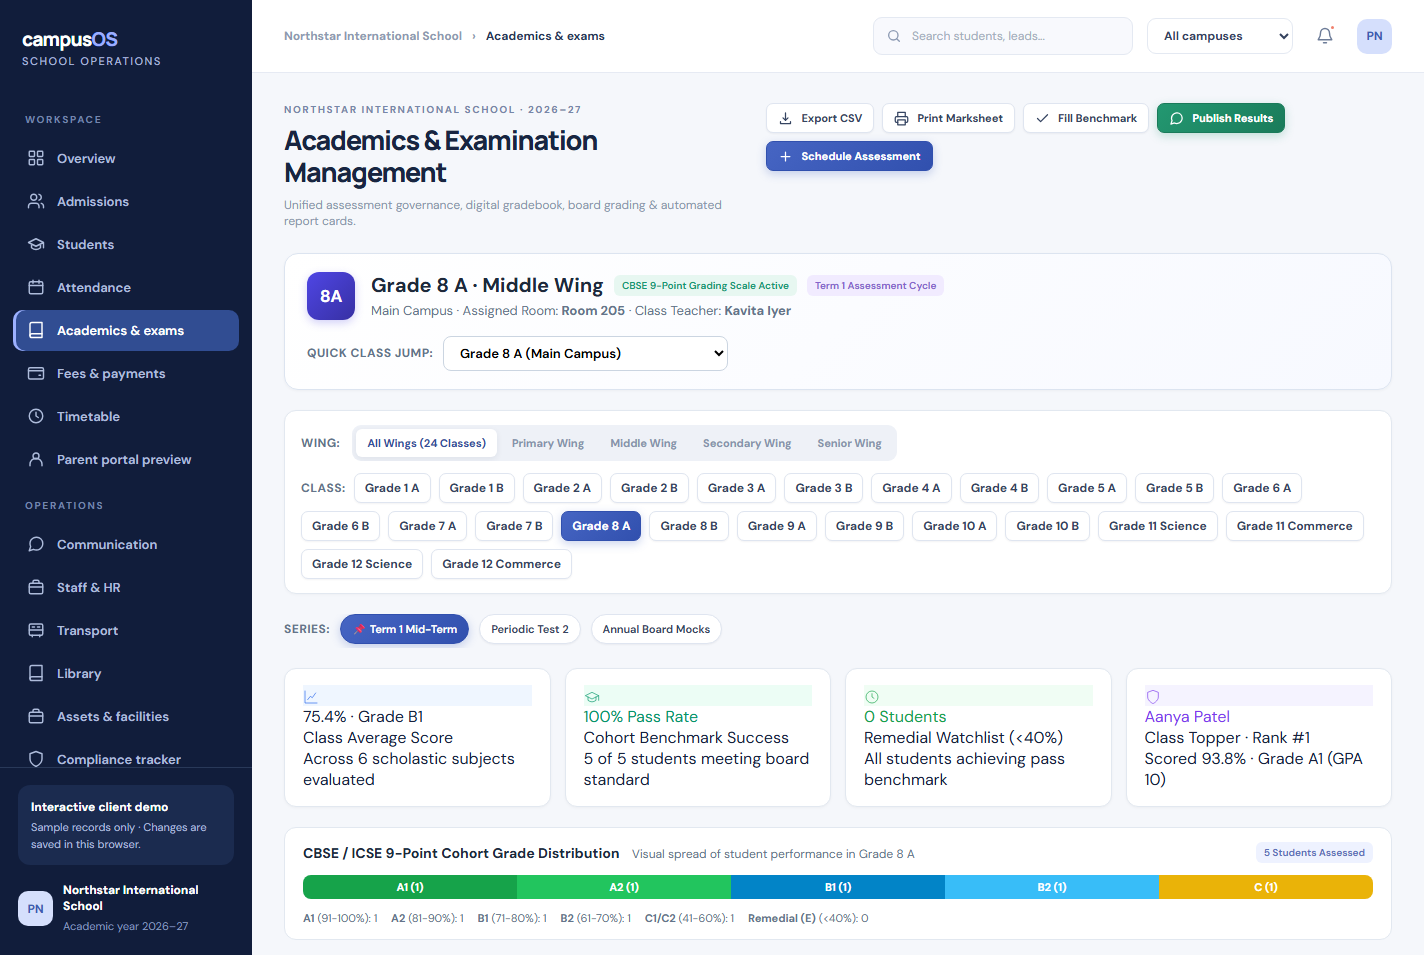 campusOS
SCHOOL OPERATIONS
WORKSPACE
Overview
Admissions
Students
Attendance
Academics & exams
Fees & payments
Timetable
Parent portal preview
OPERATIONS
Communication
Staff & HR
Transport
Library
Assets & facilities
Compliance tracker
Interactive client demo
Sample records only · Changes are
saved in this browser.
PN
Northstar International
School
Academic year 2026–27
Northstar International School › Academics & exams
Search students, leads...
All campuses
PN
NORTHSTAR INTERNATIONAL SCHOOL · 2026–27
Academics & Examination
Management
Unified assessment governance, digital gradebook, board grading & automated
report cards.
Export CSV
Print Marksheet
Fill Benchmark
Publish Results
Schedule Assessment
8A
Grade 8 A · Middle Wing
CBSE 9-Point Grading Scale Active
Term 1 Assessment Cycle
Main Campus · Assigned Room: Room 205 · Class Teacher: Kavita Iyer
QUICK CLASS JUMP: Grade 8 A (Main Campus)
WING: All Wings (24 Classes) Primary Wing Middle Wing Secondary Wing Senior Wing
CLASS: Grade 1 A Grade 1 B Grade 2 A Grade 2 B Grade 3 A Grade 3 B Grade 4 A Grade 4 B Grade 5 A Grade 5 B Grade 6 A
Grade 6 B Grade 7 A Grade 7 B Grade 8 A Grade 8 B Grade 9 A Grade 9 B Grade 10 A Grade 10 B Grade 11 Science Grade 11 Commerce
Grade 12 Science Grade 12 Commerce
SERIES: Term 1 Mid-Term Periodic Test 2 Annual Board Mocks
75.4% · Grade B1
Class Average Score
Across 6 scholastic subjects
evaluated
100% Pass Rate
Cohort Benchmark Success
5 of 5 students meeting board
standard
0 Students
Remedial Watchlist (<40%)
All students achieving pass
benchmark
Aanya Patel
Class Topper · Rank #1
Scored 93.8% · Grade A1 (GPA
10)
CBSE / ICSE 9-Point Cohort Grade Distribution Visual spread of student performance in Grade 8 A
5 Students Assessed
A1 (1) A2 (1) B1 (1) B2 (1) C (1)
A1 (91-100%): 1 A2 (81-90%): 1 B1 (71-80%): 1 B2 (61-70%): 1 C1/C2 (41-60%): 1 Remedial (E) (<40%): 0